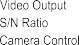 Video Output
S/N Ratio
Camera Control